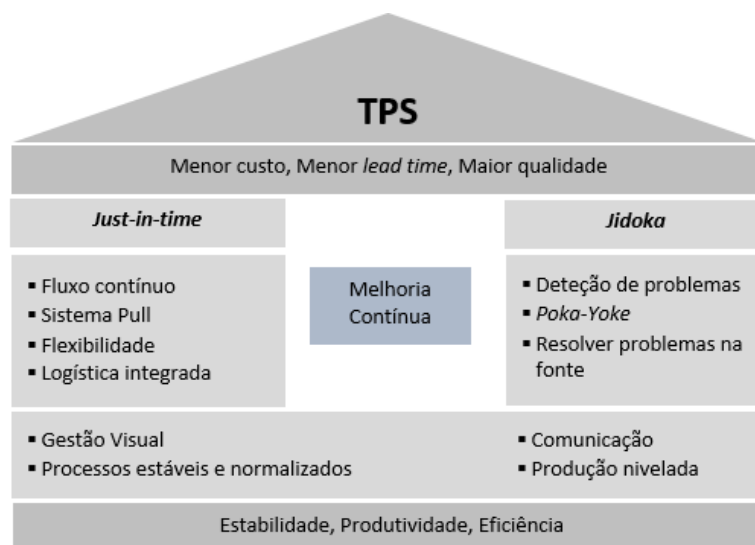 TPS
Menor custo, Menor lead time, Maior qualidade
Just-in-time
▪ Fluxo contínuo
▪ Sistema Pull
▪ Flexibilidade
▪ Logística integrada
Melhoria
Contínua
Jidoka
▪ Deteção de problemas
▪ Poka-Yoke
▪ Resolver problemas na
fonte
▪ Gestão Visual
▪ Processos estáveis e normalizados
▪ Comunicação
▪ Produção nivelada
Estabilidade, Produtividade, Eficiência